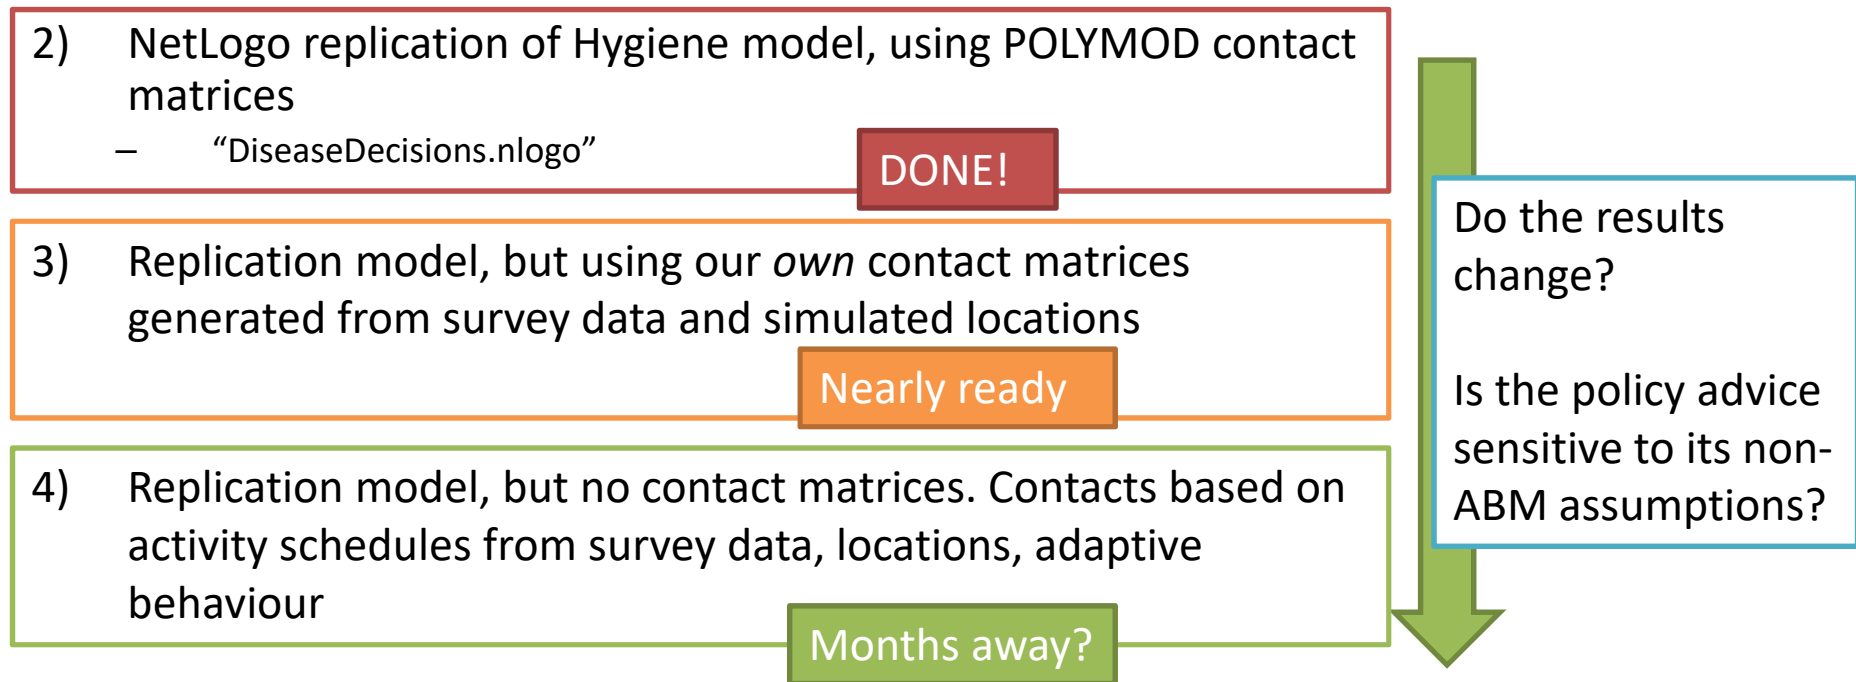 2) NetLogo replication of Hygiene model, using POLYMOD contact
matrices
– “DiseaseDecisions.nlogo”
DONE!
3) Replication model, but using our own contact matrices
generated from survey data and simulated locations
Nearly ready
4) Replication model, but no contact matrices. Contacts based on
activity schedules from survey data, locations, adaptive
behaviour
Months away?
Do the results
change?
Is the policy advice
sensitive to its non-
ABM assumptions?